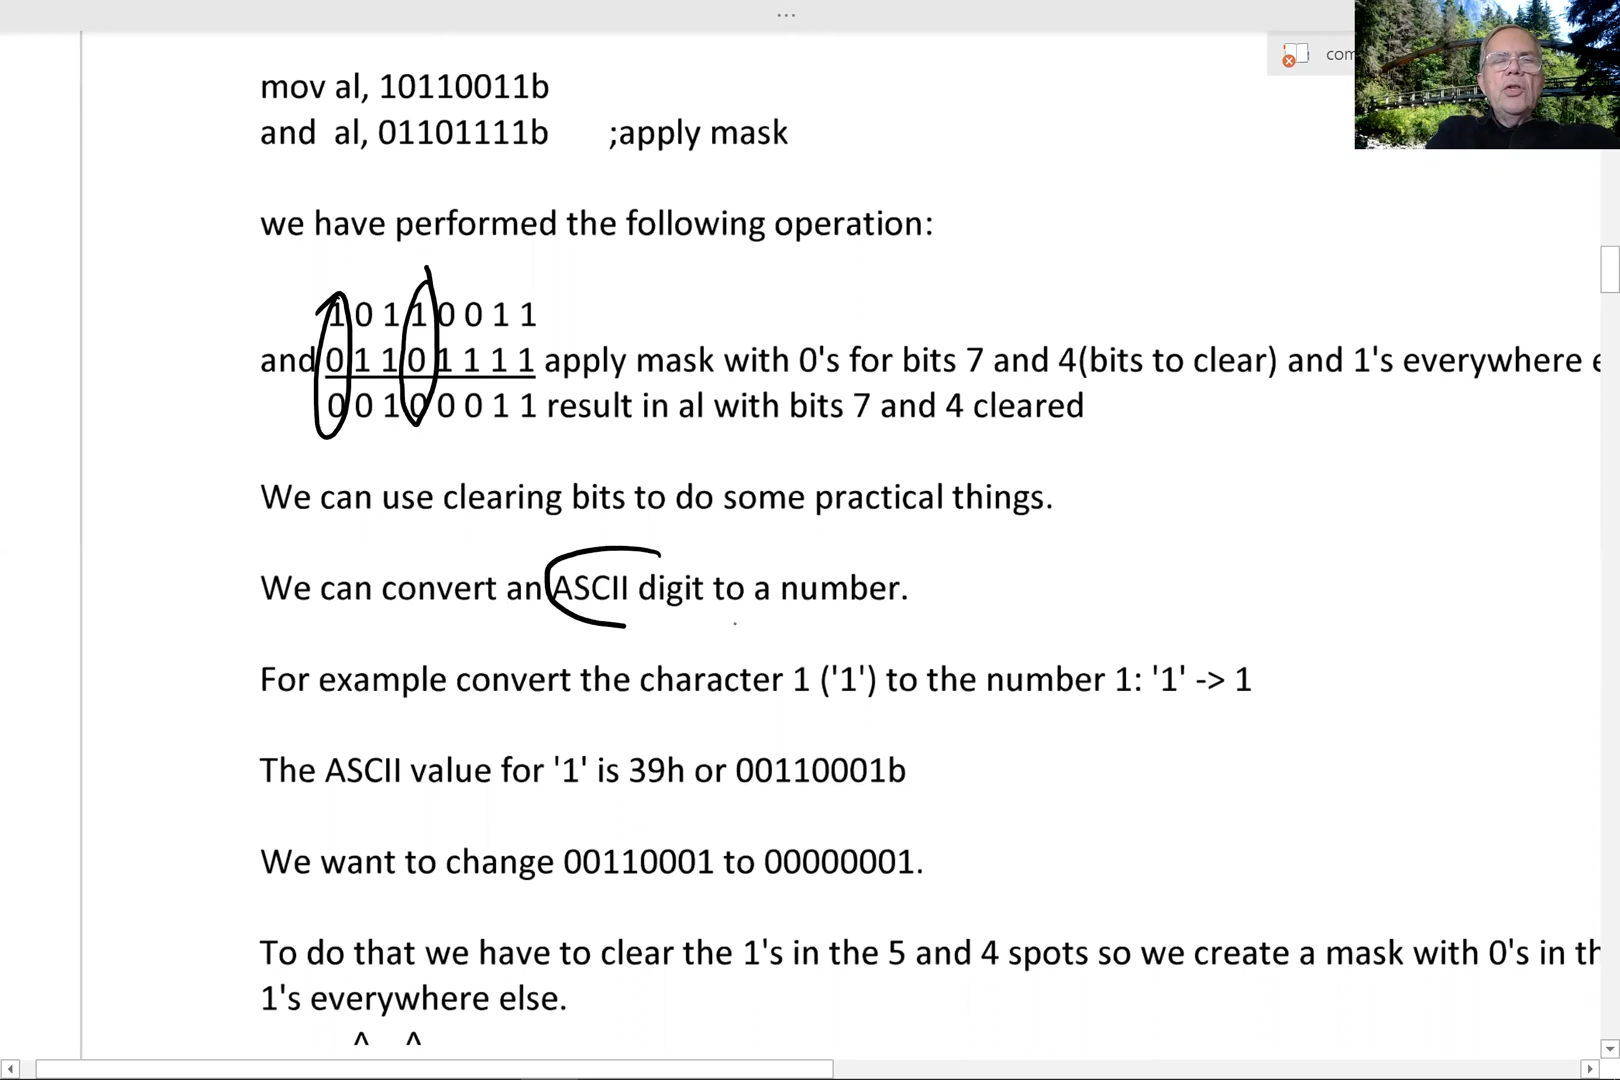 ...
com
mov al, 10110011b
and al, 01101111b ;apply mask
we have performed the following operation:
1 0 1 1 0 0 1 1
and 0 1 1 0 1 1 1 1 apply mask with 0's for bits 7 and 4(bits to clear) and 1's everywhere e
0 0 1 0 0 0 1 1 result in al with bits 7 and 4 cleared
We can use clearing bits to do some practical things.
We can convert an ASCII digit to a number.
For example convert the character 1 ('1') to the number 1: '1' -> 1
The ASCII value for '1' is 39h or 00110001b
We want to change 00110001 to 00000001.
To do that we have to clear the 1's in the 5 and 4 spots so we create a mask with 0's in th
1's everywhere else.
^ ^